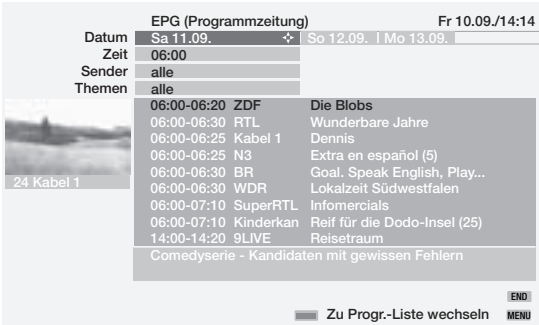 EPG (Programmzeitung) Fr 10.09./14:14
Datum Sa 11.09. So 12.09. | Mo 13.09.
Zeit 06:00
Sender alle
Themen alle
06:00-06:20 ZDF Die Blobs
06:00-06:30 RTL Wunderbare Jahre
06:00-06:25 Kabel 1 Dennis
06:00-06:25 N3 Extra en español (5)
06:00-06:30 BR Goal. Speak English, Play...
06:00-06:30 WDR Lokalzeit Südwestfalen
06:00-07:10 SuperRTL Infomercials
06:00-07:10 Kinderkan Reif für die Dodo-Insel (25)
14:00-14:20 9LIVE Reisetraum
24 Kabel 1
Comedyserie - Kandidaten mit gewissen Fehlern
END
Zu Progr.-Liste wechseln MENU